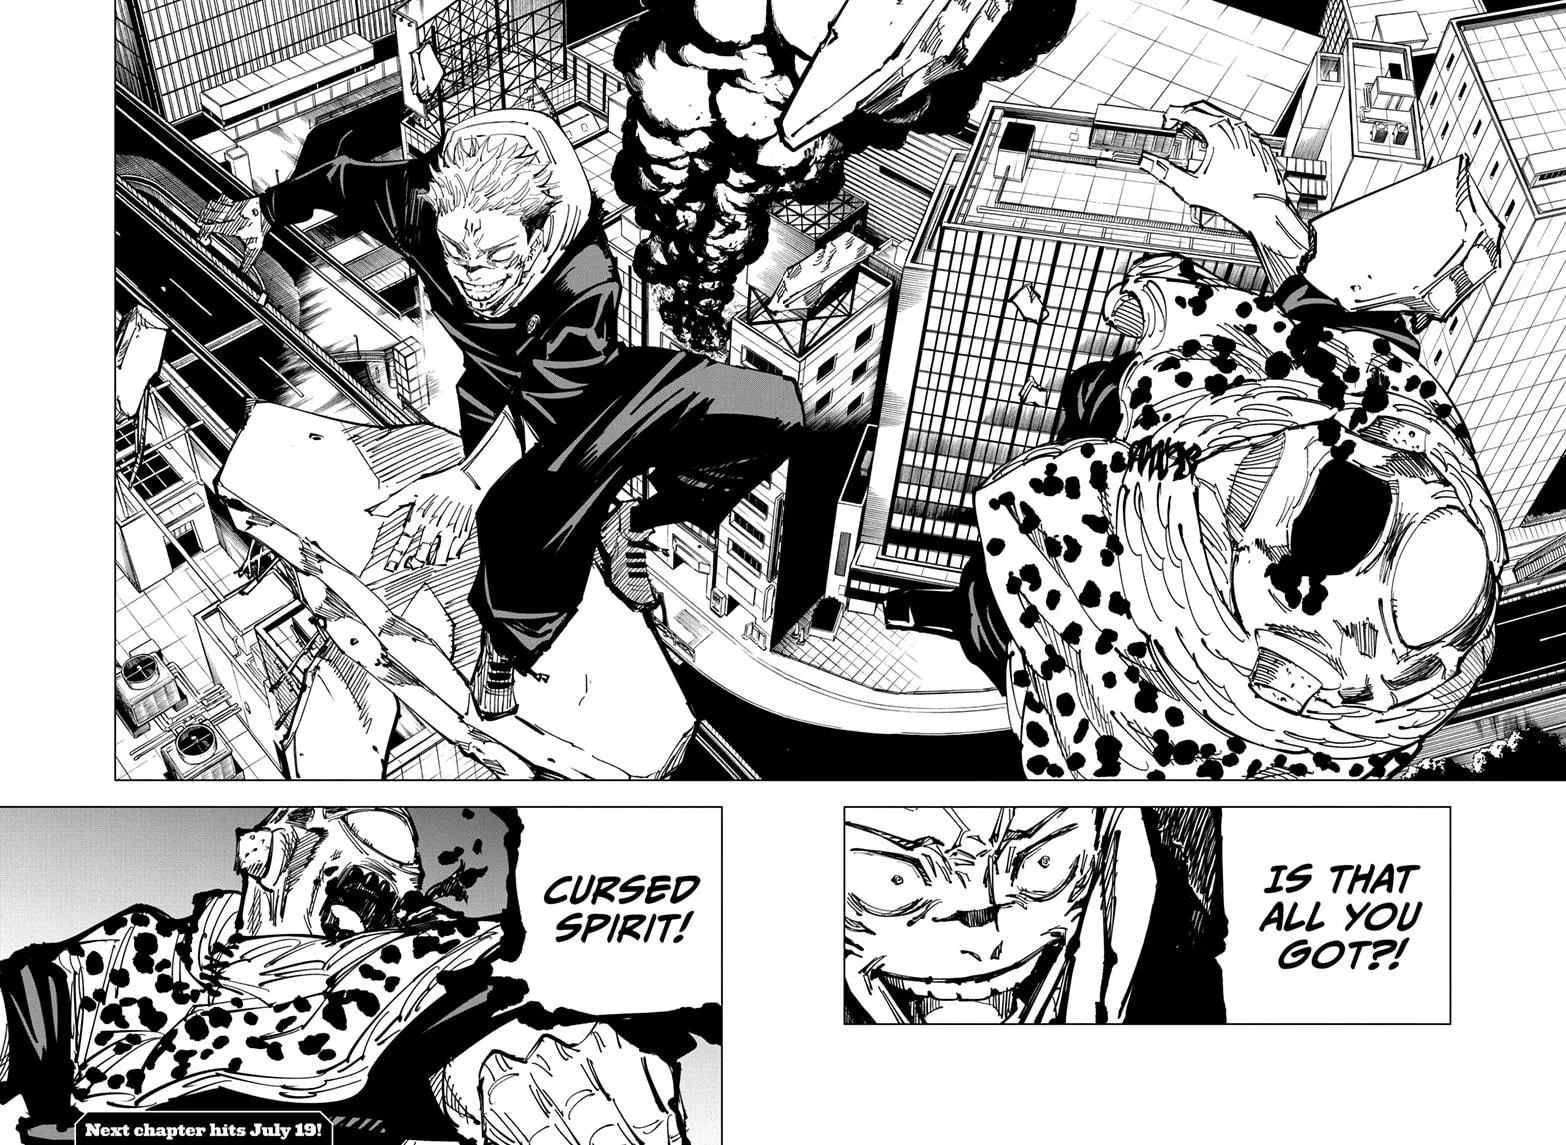 IS THAT
ALL YOU
GOT?!
CURSED
SPIRIT!
Next chapter hits July 19!